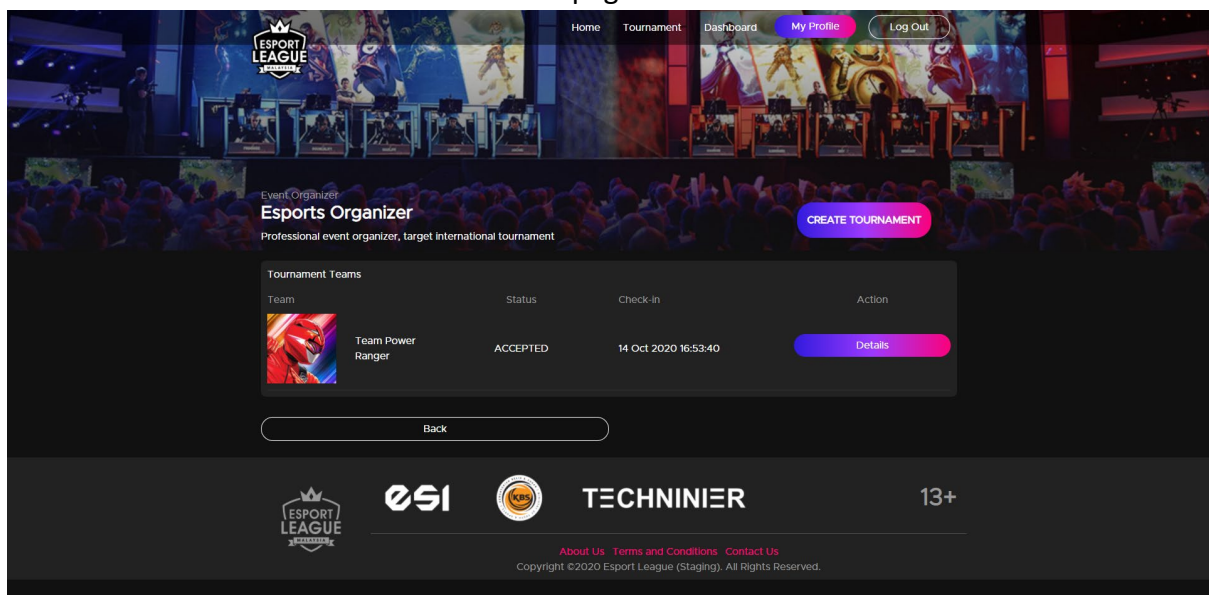 Home Tournament Dashboard My Profile Log Out
ESPORT
LEAGUE
MALAYSIA
Event Organizer
Esports Organizer
Professional event organizer, target international tournament
CREATE TOURNAMENT
Tournament Teams
Team Status Check-in Action
Team Power
Ranger
ACCEPTED 14 Oct 2020 16:53:40 Details
Back
ESPORT
LEAGUE
MALAYSIA
esi KBS TECHNINIER 13+
About Us Terms and Conditions Contact Us
Copyright ©2020 Esport League (Staging). All Rights Reserved.